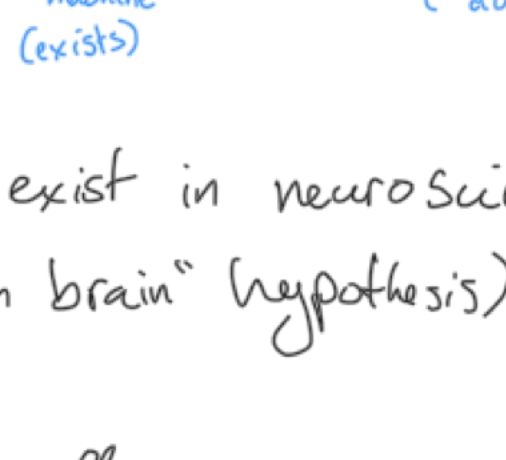 (exists)
exist in neurosci
brain" hypothesis)